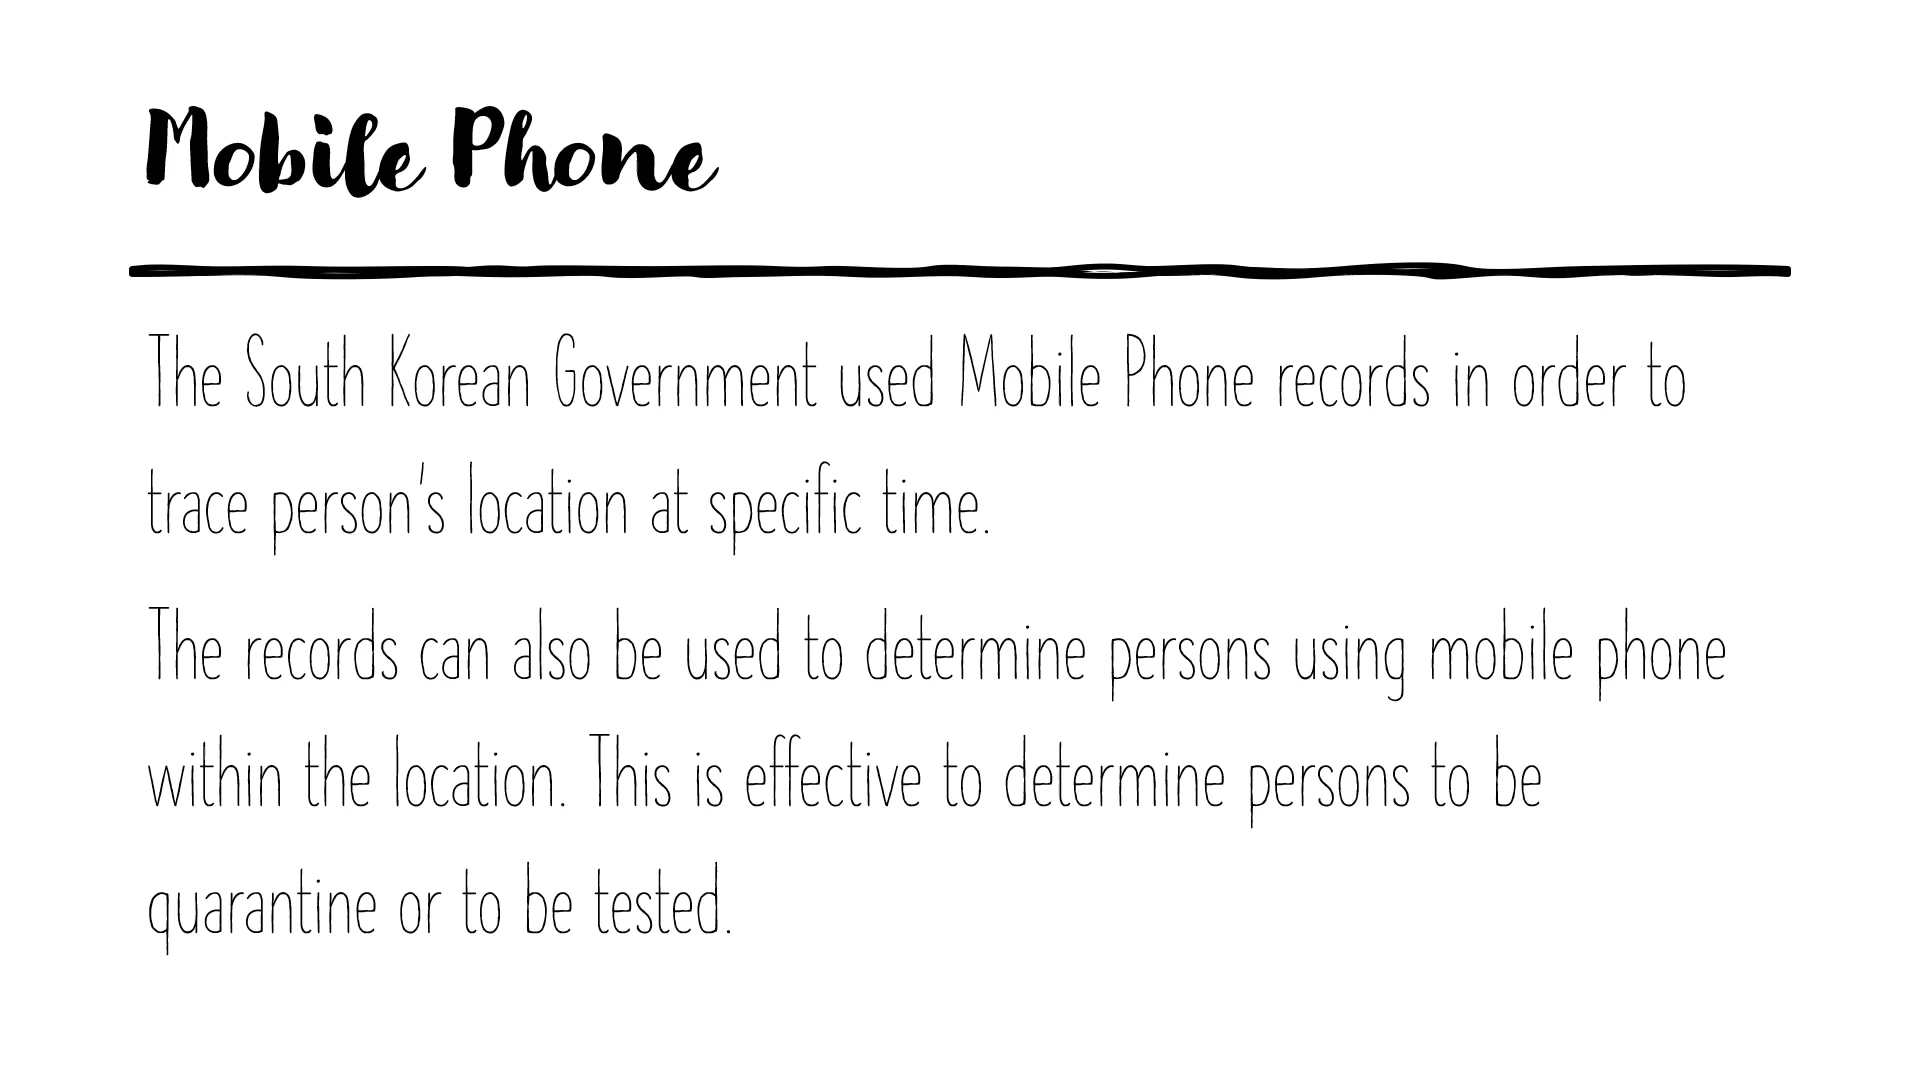 Mobile Phone
The South Korean Government used Mobile Phone records in order to
trace person's location at specific time.
The records can also be used to determine persons using mobile phone
within the location. This is effective to determine persons to be
quarantine or to be tested.